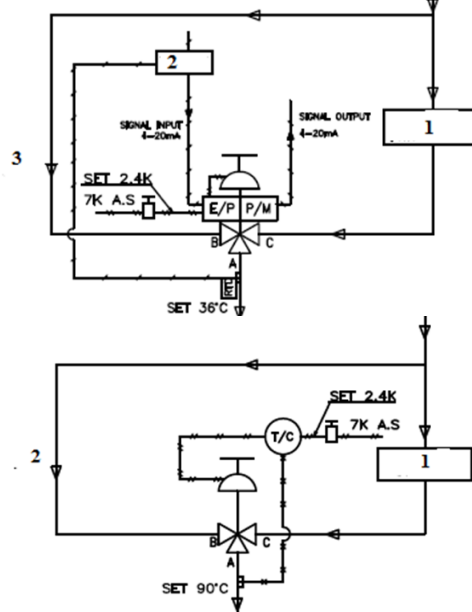 1
2
SIGNAL INPUT
4-20mA
SIGNAL OUTPUT
4-20mA
3
SET 2.4K
7K A.S
E/P P/M
B
C
A
RTD
SET 36°C
SET 2.4K
7K A.S
T/C
2
1
B
C
A
SET 90°C